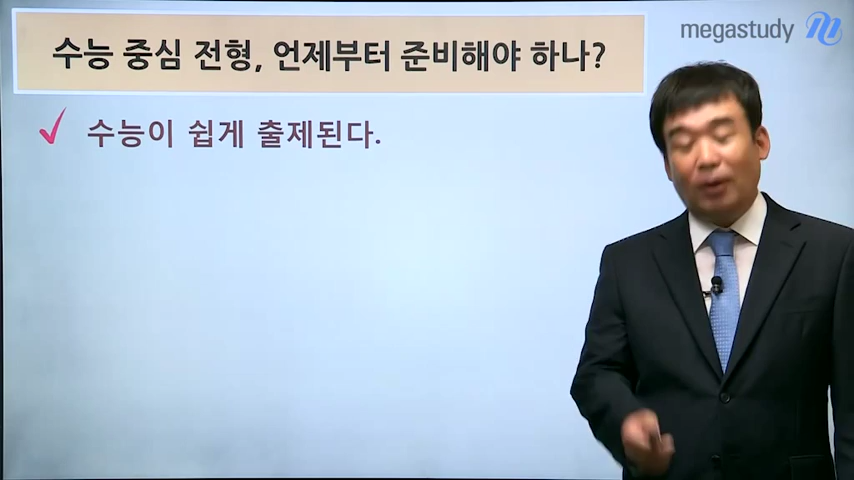 수능 중심 전형, 언제부터 준비해야 하나?
megastudy
수능이 쉽게 출제된다.